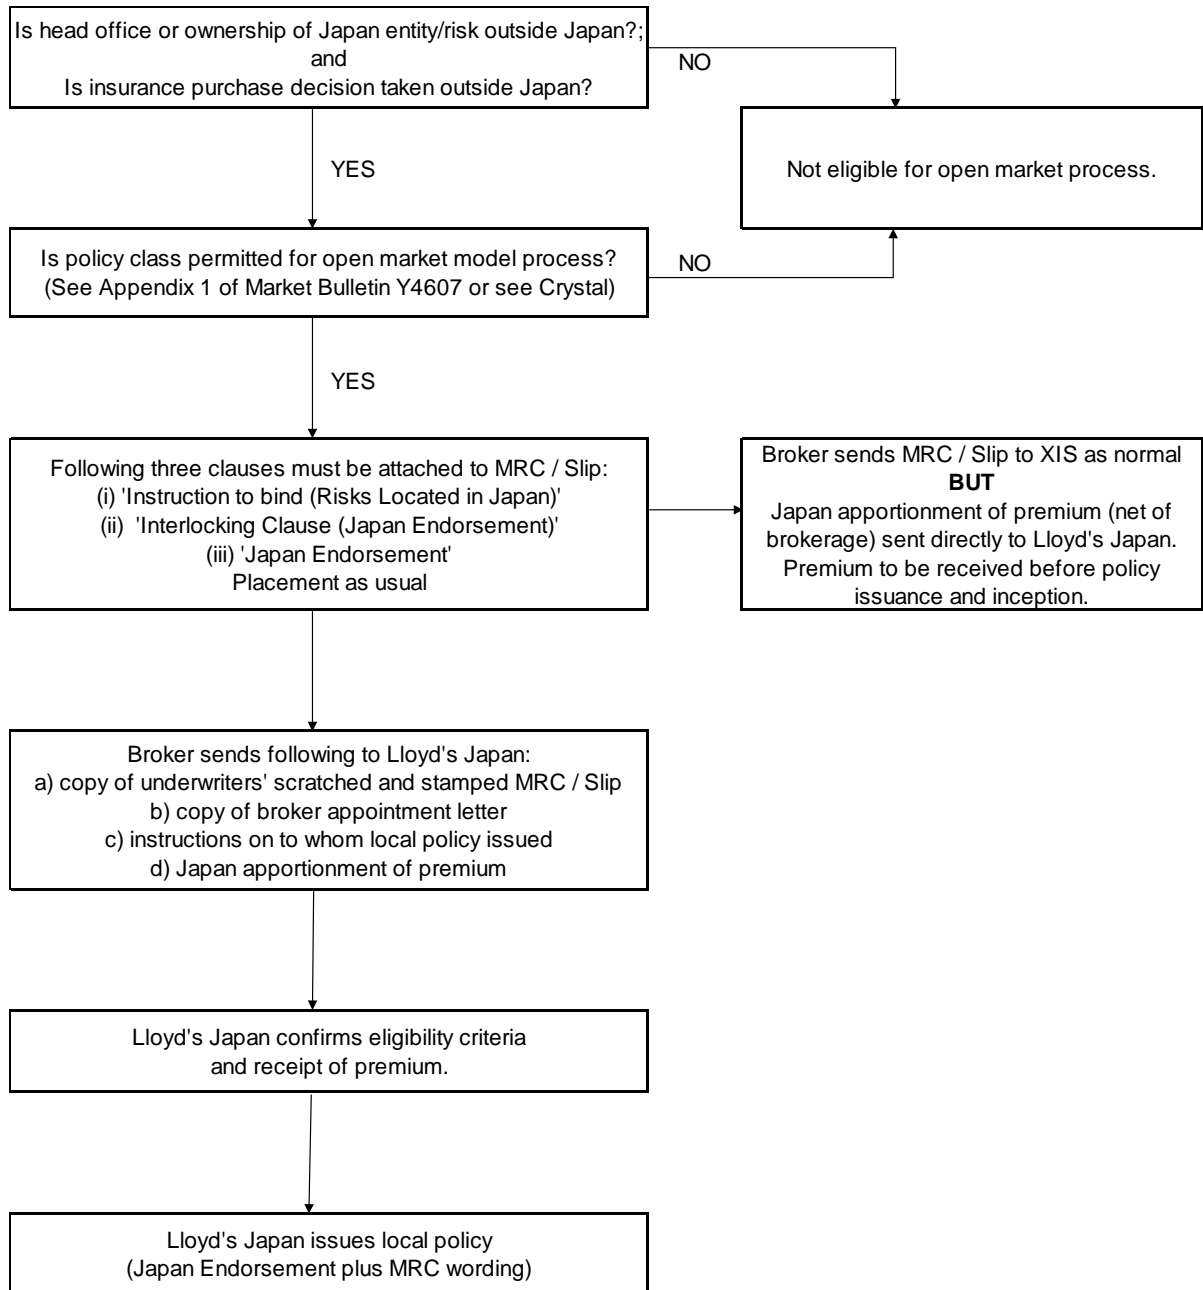 Is head office or ownership of Japan entity/risk outside Japan?;
and
Is insurance purchase decision taken outside Japan?
NO
Not eligible for open market process.
YES
Is policy class permitted for open market model process?
(See Appendix 1 of Market Bulletin Y4607 or see Crystal)
NO
YES
Following three clauses must be attached to MRC / Slip:
(i) 'Instruction to bind (Risks Located in Japan)'
(ii) 'Interlocking Clause (Japan Endorsement)'
(iii) 'Japan Endorsement'
Placement as usual
Broker sends MRC / Slip to XIS as normal
BUT
Japan apportionment of premium (net of
brokerage) sent directly to Lloyd's Japan.
Premium to be received before policy
issuance and inception.
Broker sends following to Lloyd's Japan:
a) copy of underwriters' scratched and stamped MRC / Slip
b) copy of broker appointment letter
c) instructions on to whom local policy issued
d) Japan apportionment of premium
Lloyd's Japan confirms eligibility criteria
and receipt of premium.
Lloyd's Japan issues local policy
(Japan Endorsement plus MRC wording)